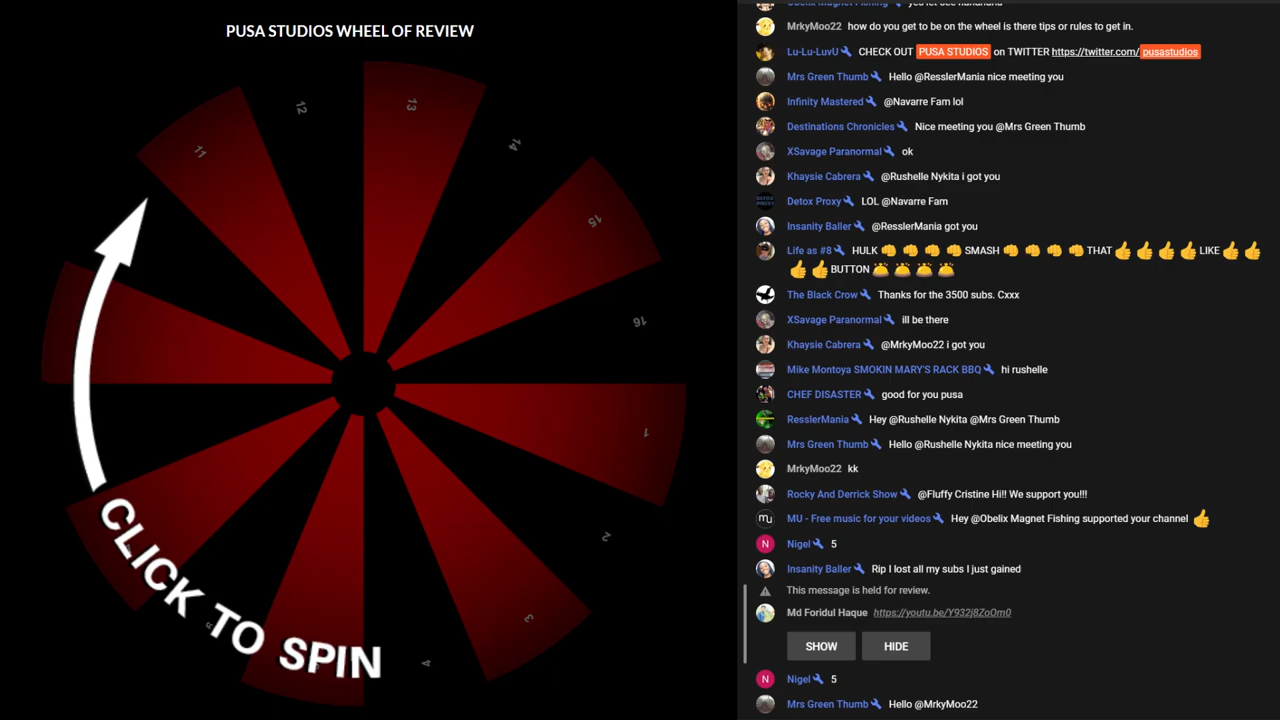 PUSA STUDIOS WHEEL OF REVIEW
11
12
13
14
15
16
1
2
3
4
CLICK TO SPIN
MrkyMoo22 how do you get to be on the wheel is there tips or rules to get in.
Lu-Lu-LuvU CHECK OUT PUSA STUDIOS on TWITTER https://twitter.com/pusastudios
Mrs Green Thumb Hello @ResslerMania nice meeting you
Infinity Mastered @Navarre Fam lol
Destinations Chronicles Nice meeting you @Mrs Green Thumb
XSavage Paranormal ok
Khaysie Cabrera @Rushelle Nykita i got you
Detox Proxy LOL @Navarre Fam
Insanity Baller @ResslerMania got you
Life as #8 HULK 👊 👊 👊 👊 SMASH 👊 👊 👊 👊 THAT 👍 👍 👍 👍 LIKE 👍 👍
👍 👍 BUTTON 🛎 🛎 🛎 🛎
The Black Crow Thanks for the 3500 subs. Cxxx
XSavage Paranormal ill be there
Khaysie Cabrera @MrkyMoo22 i got you
Mike Montoya SMOKIN MARY'S RACK BBQ hi rushelle
CHEF DISASTER good for you pusa
ResslerMania Hey @Rushelle Nykita @Mrs Green Thumb
Mrs Green Thumb Hello @Rushelle Nykita nice meeting you
MrkyMoo22 kk
Rocky And Derrick Show @Fluffy Cristine Hi!! We support you!!!
MU - Free music for your videos Hey @Obelix Magnet Fishing supported your channel 👍
N Nigel 5
Insanity Baller Rip I lost all my subs I just gained
This message is held for review.
Md Foridul Haque https://youtu.be/Y932j8ZoOm0
SHOW HIDE
N Nigel 5
Mrs Green Thumb Hello @MrkyMoo22